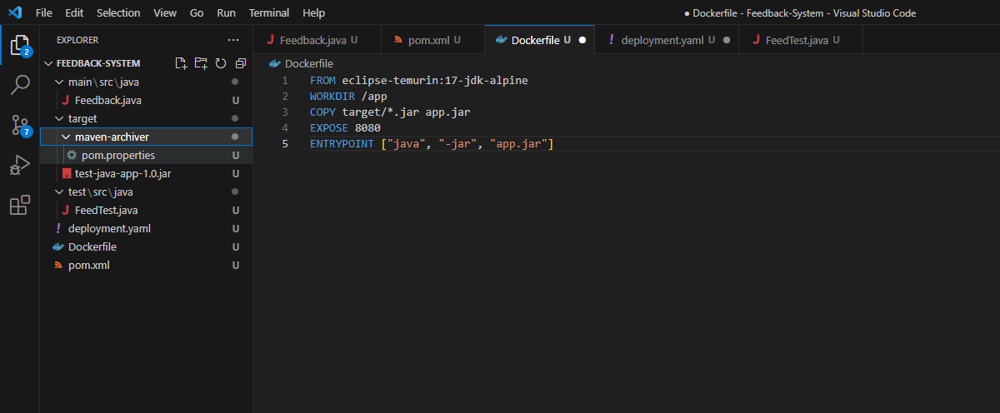 File Edit Selection View Go Run Terminal Help
● Dockerfile - Feedback-System - Visual Studio Code
EXPLORER ...
Feedback.java U
pom.xml U
Dockerfile U ●
deployment.yaml U ●
FeedTest.java U
FEEDBACK-SYSTEM
Dockerfile
main\src\java
Feedback.java U
target
maven-archiver
pom.properties U
test-java-app-1.0.jar U
test\src\java
FeedTest.java U
deployment.yaml U
Dockerfile U
pom.xml U
2
7
1 FROM eclipse-temurin:17-jdk-alpine
2 WORKDIR /app
3 COPY target/*.jar app.jar
4 EXPOSE 8080
5 ENTRYPOINT ["java", "-jar", "app.jar"]